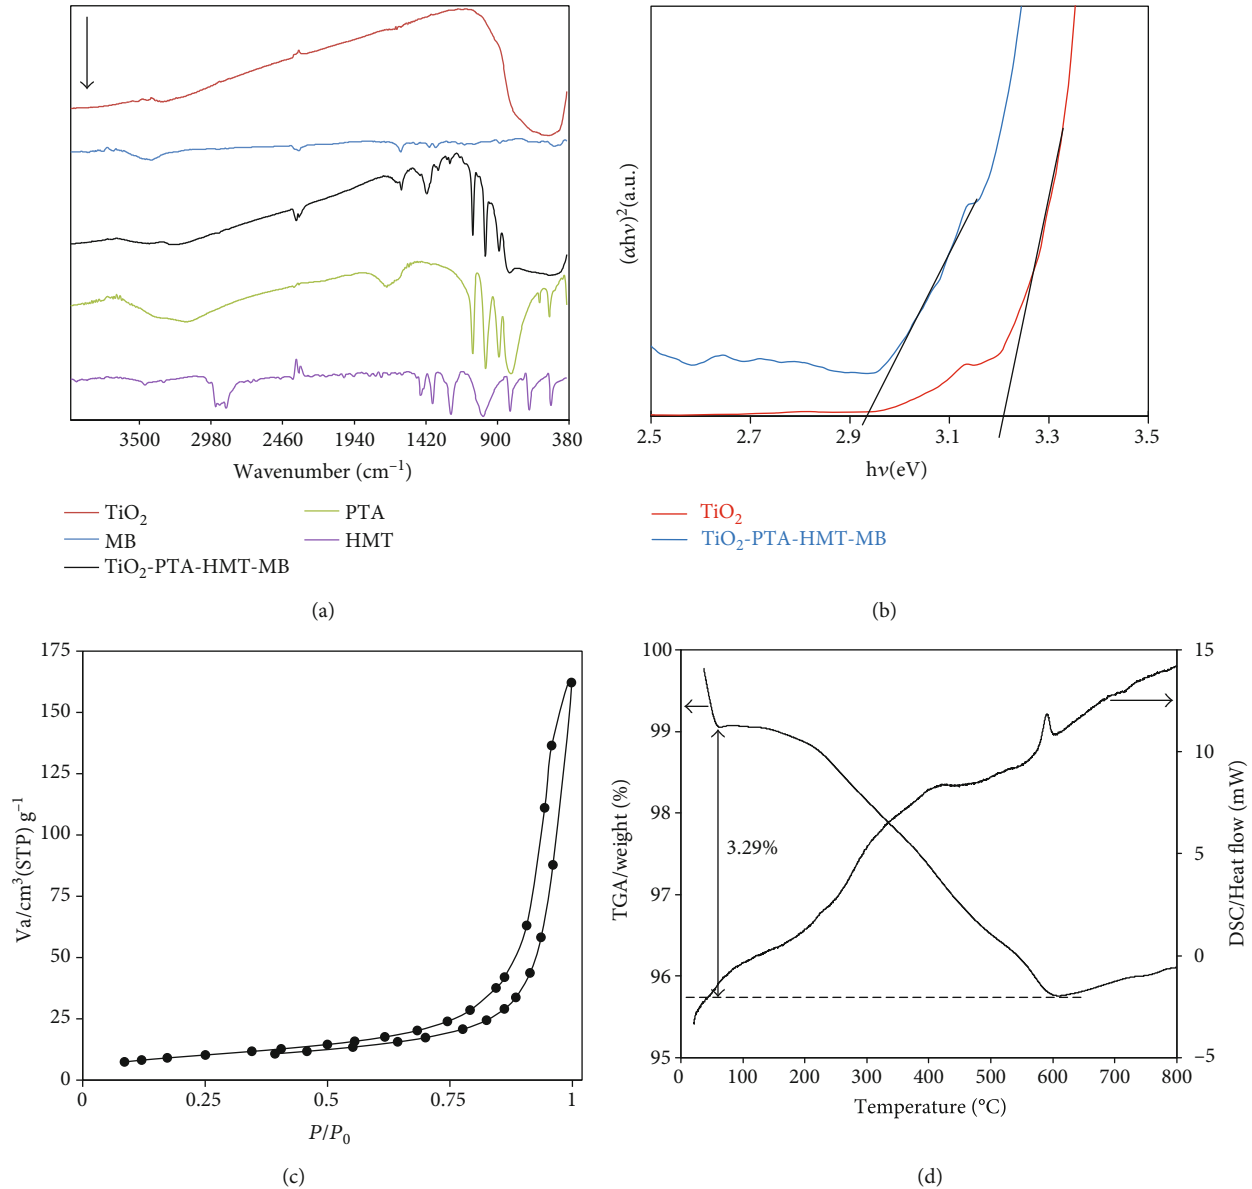 3500 2980 2460 1940 1420 900 380
Wavenumber (cm⁻¹)
TiO₂
PTA
MB
HMT
TiO₂-PTA-HMT-MB
(a)
(αhν)²(a.u.)
2.5 2.7 2.9 3.1 3.3 3.5
hν(eV)
TiO₂
TiO₂-PTA-HMT-MB
(b)
Va/cm³(STP) g⁻¹
175
150
125
100
75
50
25
0
0 0.25 0.5 0.75 1
P/P₀
(c)
TGA/weight (%)
100
99
98
97
96
95
3.29%
15
10
5
0
−5
DSC/Heat flow (mW)
0 100 200 300 400 500 600 700 800
Temperature (°C)
(d)